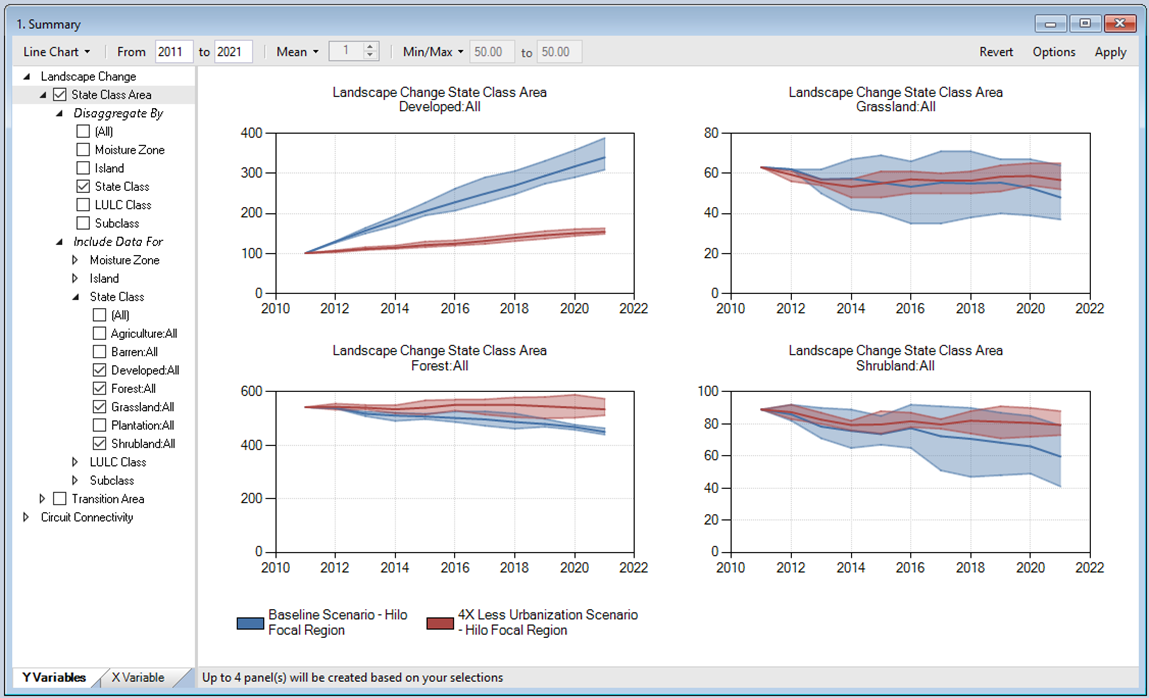 1. Summary
Line Chart From 2011 to 2021 Mean 1 Min/Max 50.00 to 50.00 Revert Options Apply
Landscape Change
State Class Area
Disaggregate By
(All)
Moisture Zone
Island
State Class
LULC Class
Subclass
Include Data For
Moisture Zone
Island
State Class
(All)
Agriculture:All
Barren:All
Developed:All
Forest:All
Grassland:All
Plantation:All
Shrubland:All
LULC Class
Subclass
Transition Area
Circuit Connectivity
Landscape Change State Class Area
Developed:All
400
300
200
100
0
2010 2012 2014 2016 2018 2020 2022
Landscape Change State Class Area
Grassland:All
80
60
40
20
0
2010 2012 2014 2016 2018 2020 2022
Landscape Change State Class Area
Forest:All
600
400
200
0
2010 2012 2014 2016 2018 2020 2022
Landscape Change State Class Area
Shrubland:All
100
80
60
40
20
0
2010 2012 2014 2016 2018 2020 2022
Baseline Scenario - Hilo
Focal Region
4X Less Urbanization Scenario
- Hilo Focal Region
Y Variables X Variable Up to 4 panel(s) will be created based on your selections